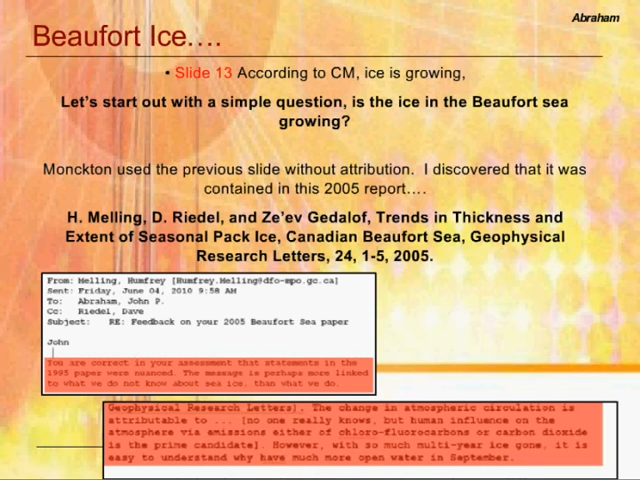 Abraham
Beaufort Ice….
• Slide 13 According to CM, ice is growing,
Let's start out with a simple question, is the ice in the Beaufort sea
growing?
Monckton used the previous slide without attribution. I discovered that it was
contained in this 2005 report….
H. Melling, D. Riedel, and Ze'ev Gedalof, Trends in Thickness and
Extent of Seasonal Pack Ice, Canadian Beaufort Sea, Geophysical
Research Letters, 24, 1-5, 2005.
From: Melling, Humfrey [Humfrey.Melling@dfo-mpo.gc.ca]
Sent: Friday, June 04, 2010 9:58 AM
To: Abraham, John P.
Cc: Riedel, Dave
Subject: RE: Feedback on your 2005 Beaufort Sea paper
John
You are correct in your assessment that statements in the
1995 paper were nuanced. The message is perhaps more linked
to what we do not know about sea ice, than what we do.
Geophysical Research Letters]. The change in atmospheric circulation is
attributable to ... [no one really knows, but human influence on the
atmosphere via emissions either of chloro-fluorocarbons or carbon dioxide
is the prime candidate]. However, with so much multi-year ice gone, it is
easy to understand why have much more open water in September.